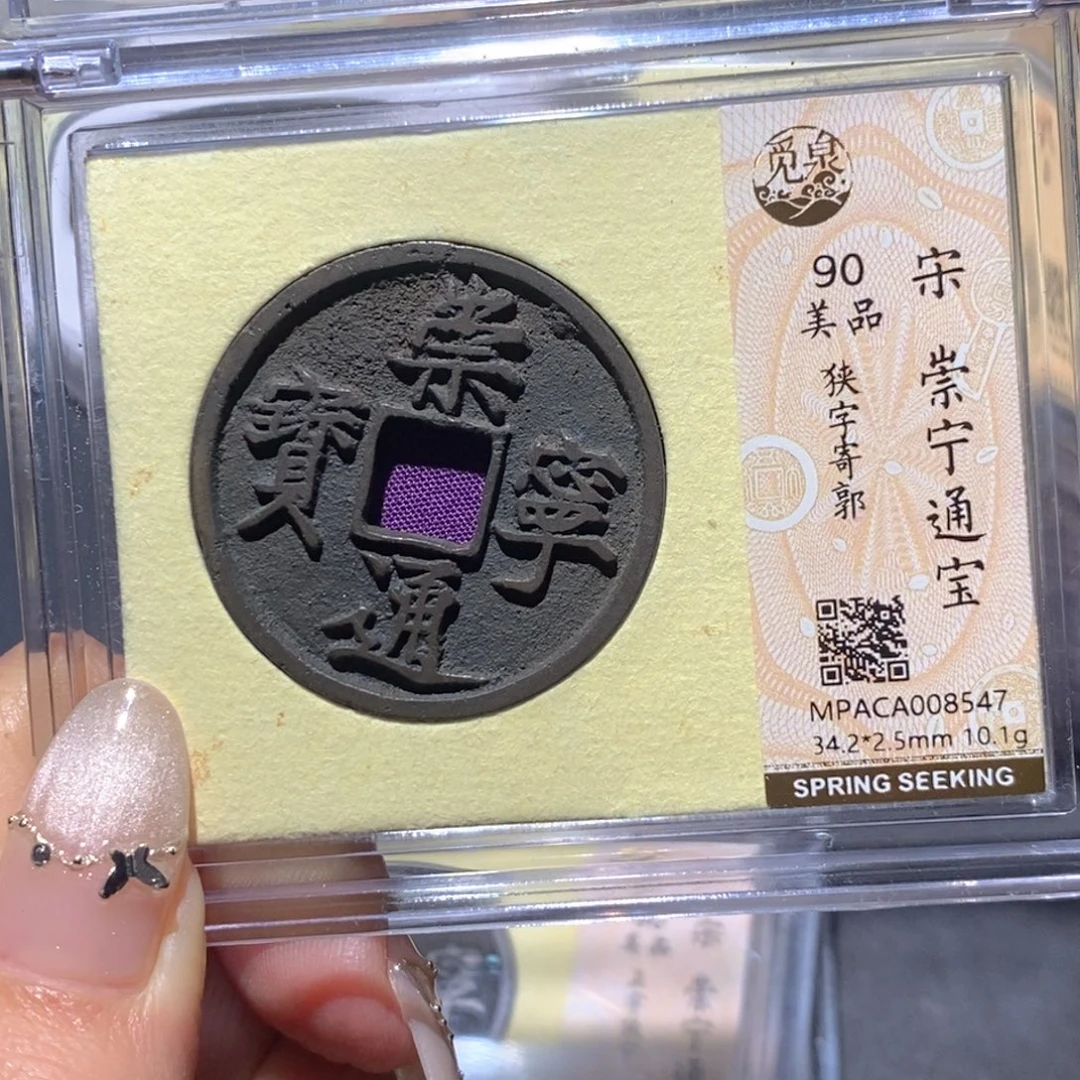 崇
寧
通
寶
觅泉
宋 崇宁通宝
90
美品
狭字寄郭
MPACA008547
34.2*2.5mm 10.1g
SPRING SEEKING